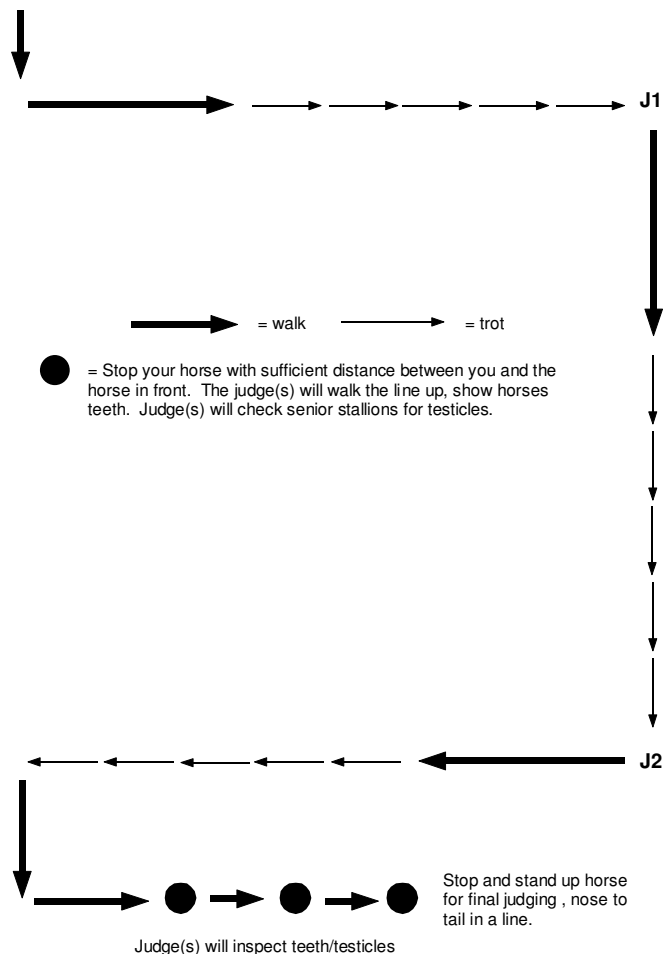 J1
= walk
= trot
= Stop your horse with sufficient distance between you and the
horse in front.  The judge(s) will walk the line up, show horses
teeth.  Judge(s) will check senior stallions for testicles.
J2
Stop and stand up horse
for final judging , nose to
tail in a line.
Judge(s) will inspect teeth/testicles